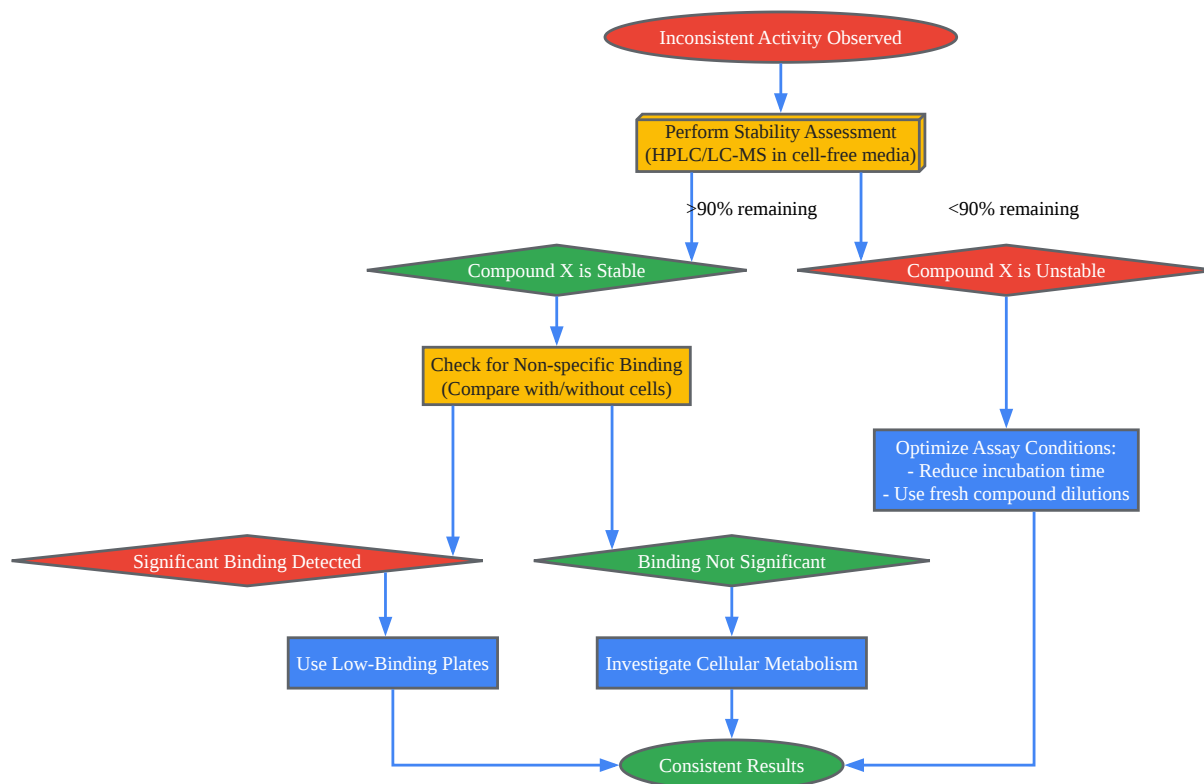 Inconsistent Activity Observed
Perform Stability Assessment
(HPLC/LC-MS in cell-free media)
>90% remaining
<90% remaining
Compound X is Stable
Compound X is Unstable
Check for Non-specific Binding
(Compare with/without cells)
Optimize Assay Conditions:
- Reduce incubation time
- Use fresh compound dilutions
Significant Binding Detected
Binding Not Significant
Use Low-Binding Plates
Investigate Cellular Metabolism
Consistent Results